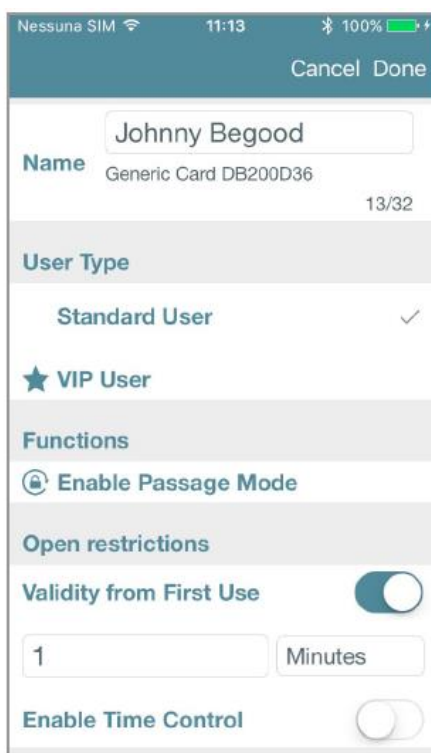 Nessuna SIM 11:13 100%
Cancel Done
Johnny Begood
Name
Generic Card DB200D36
13/32
User Type
Standard User
VIP User
Functions
Enable Passage Mode
Open restrictions
Validity from First Use
1 Minutes
Enable Time Control